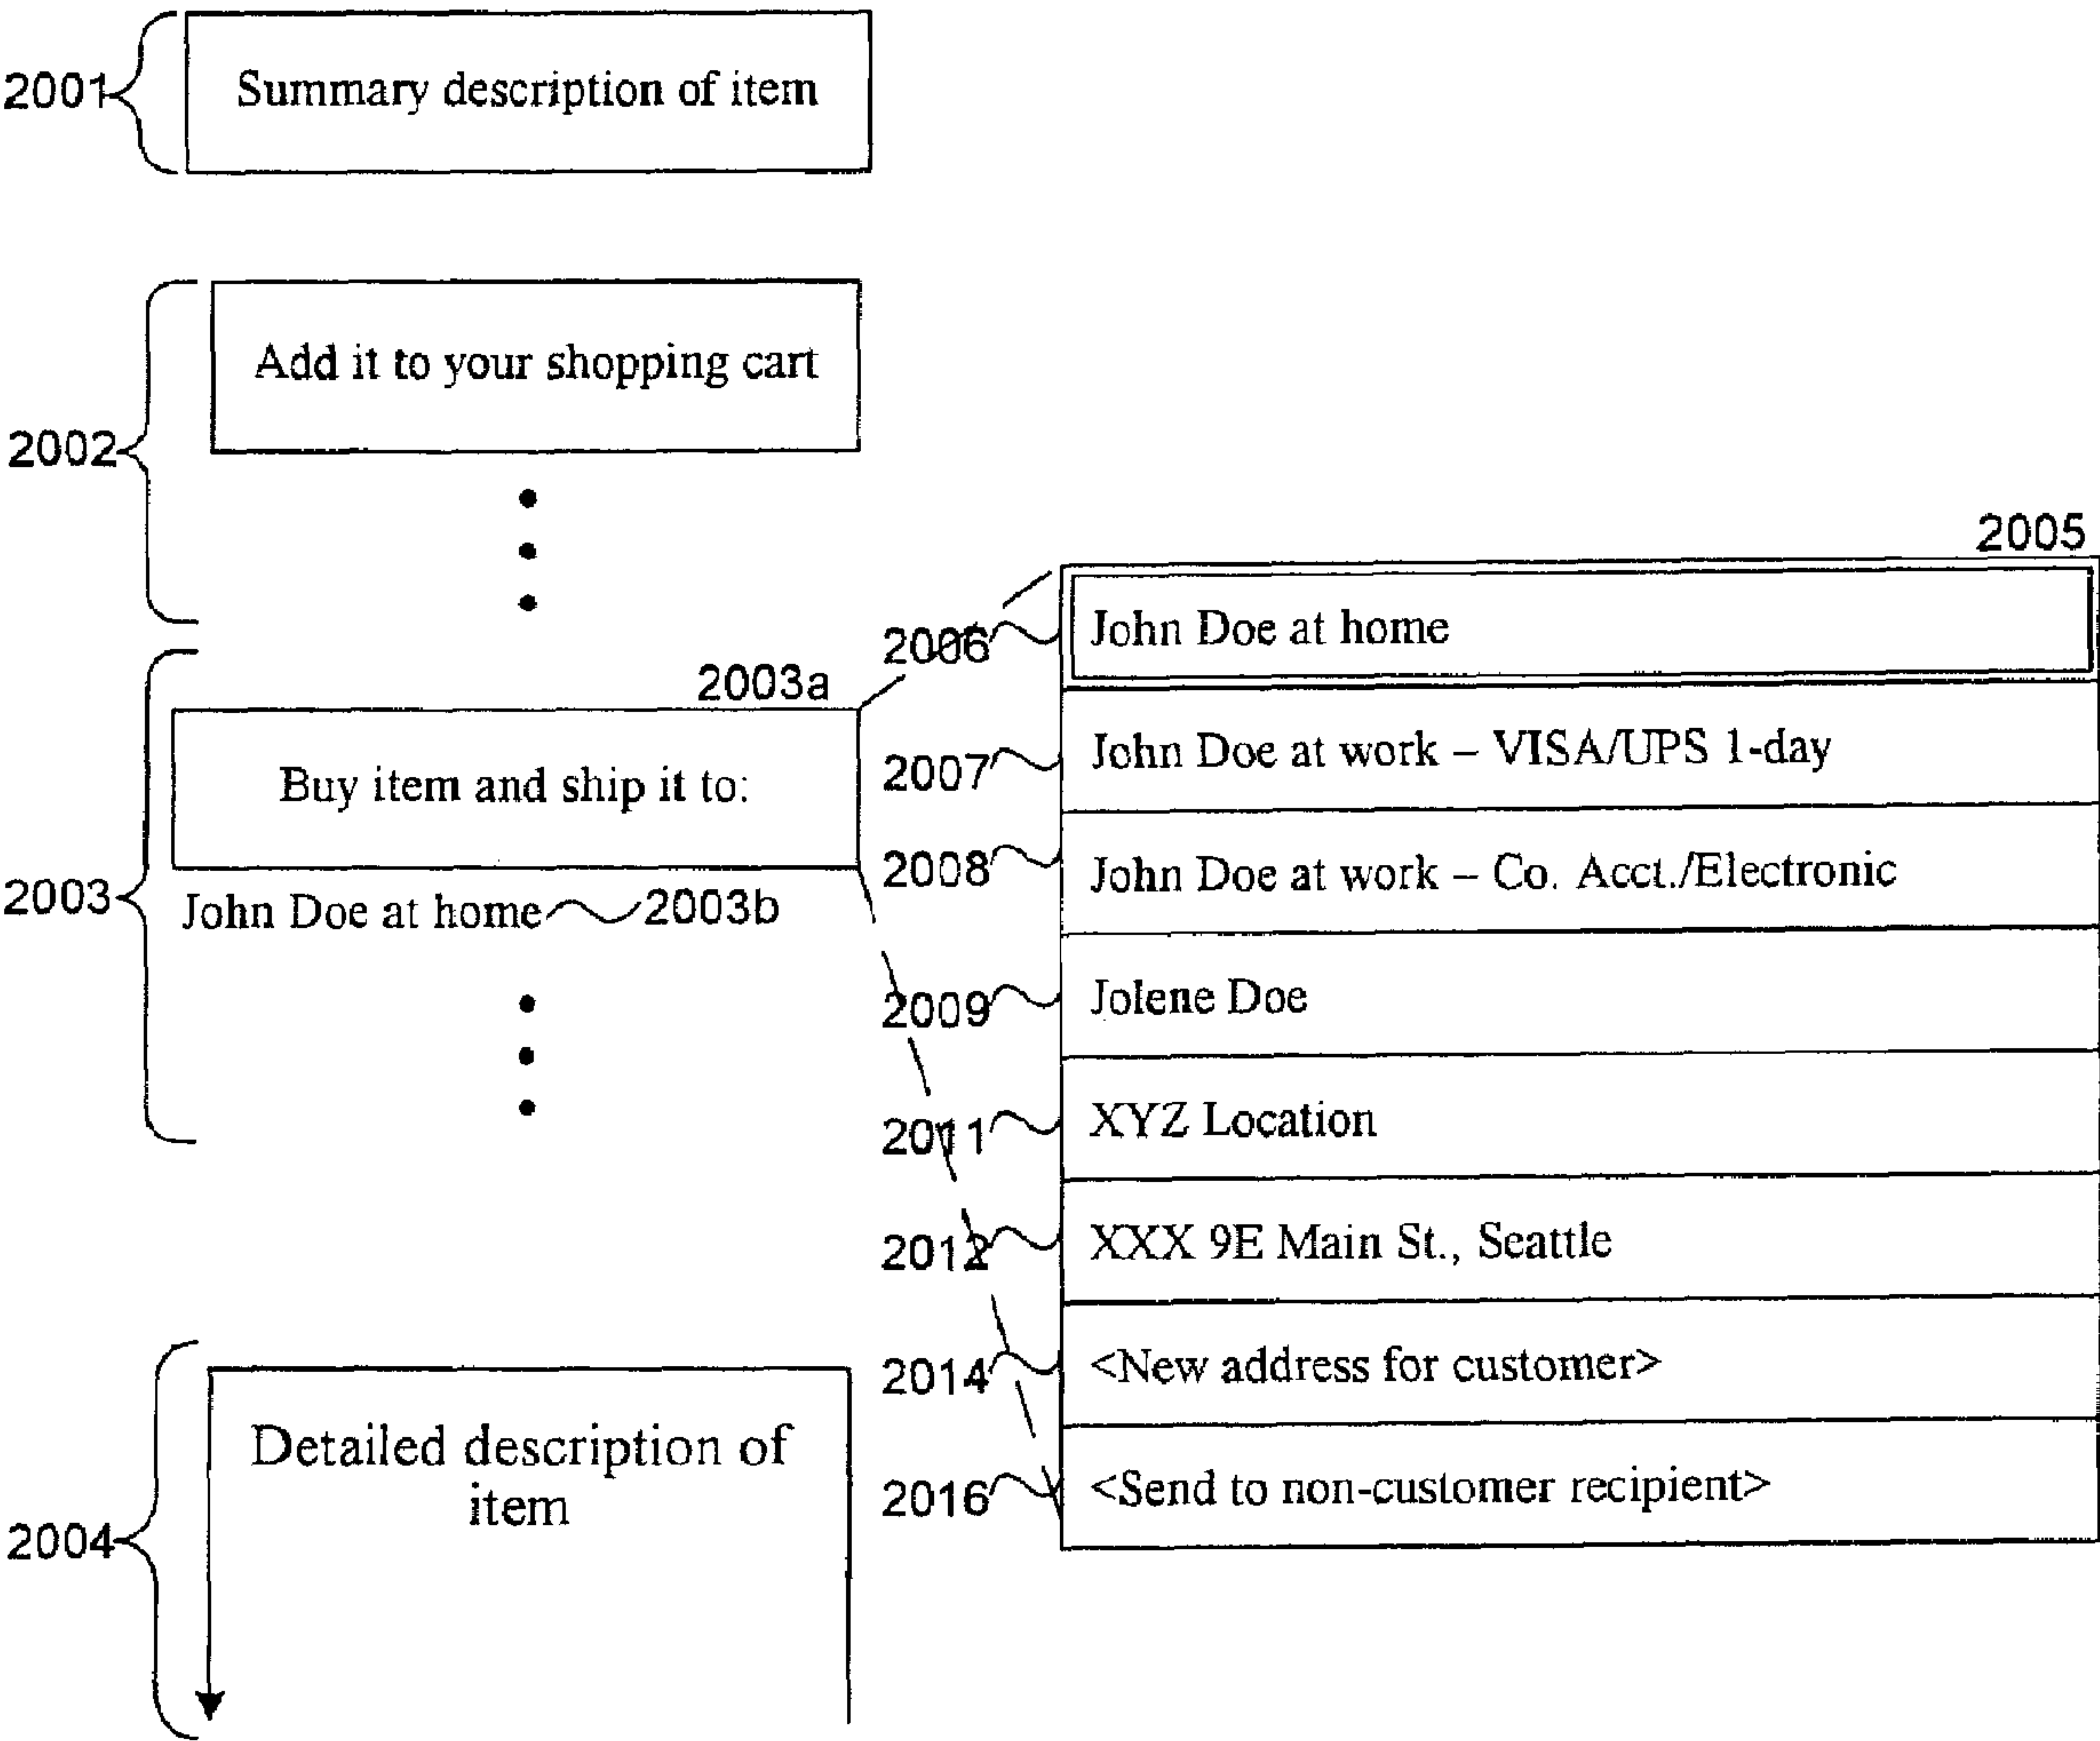 2001
Summary description of item
2002
Add it to your shopping cart
2003
2003a
Buy item and ship it to:
John Doe at home
2003b
2004
Detailed description of
item
2005
2006
John Doe at home
2007
John Doe at work – VISA/UPS 1-day
2008
John Doe at work – Co. Acct./Electronic
2009
Jolene Doe
2011
XYZ Location
2012
XXX 9E Main St., Seattle
2014
<New address for customer>
2016
<Send to non-customer recipient>